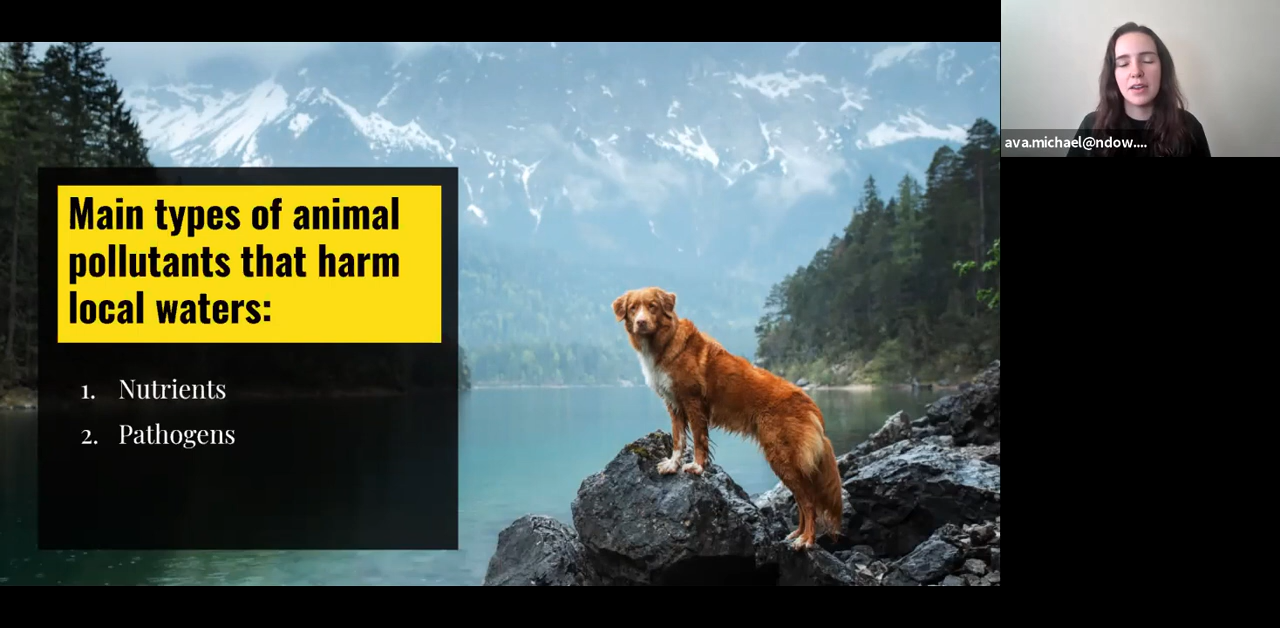 Main types of animal
pollutants that harm
local waters:
1. Nutrients
2. Pathogens
ava.michael@ndow....